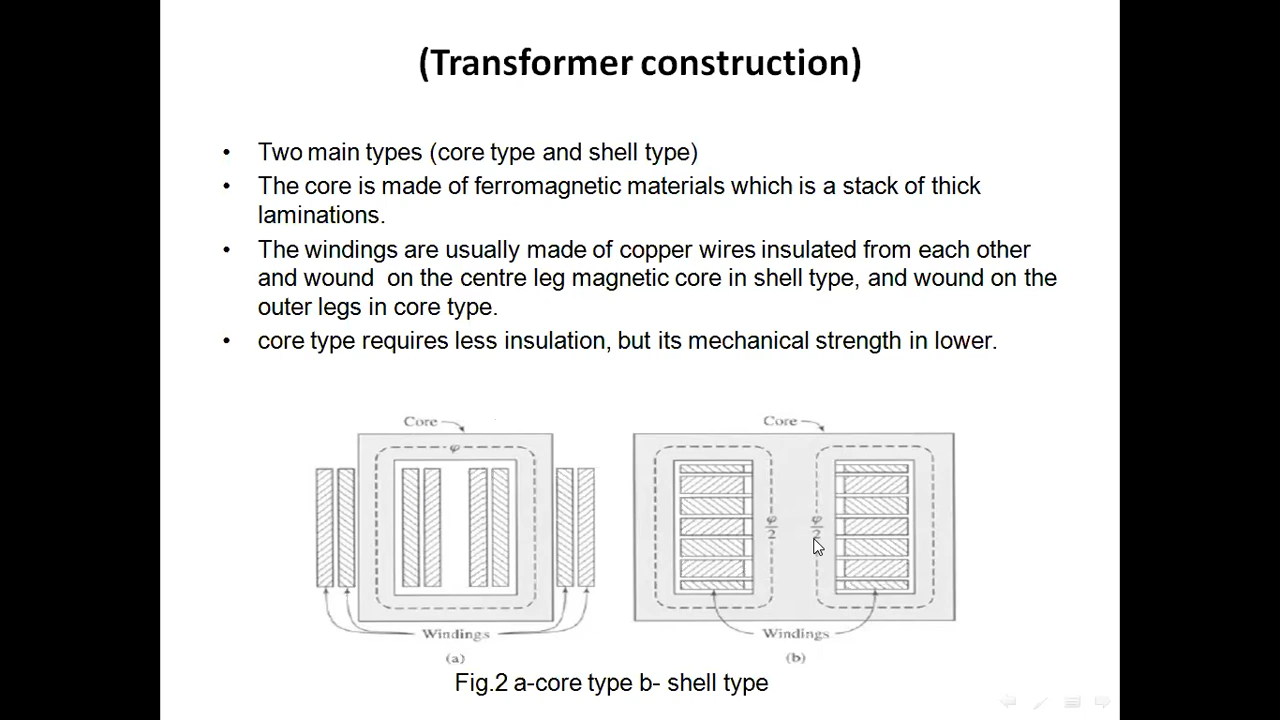 (Transformer construction)
• Two main types (core type and shell type)
• The core is made of ferromagnetic materials which is a stack of thick
laminations.
• The windings are usually made of copper wires insulated from each other
and wound on the centre leg magnetic core in shell type, and wound on the
outer legs in core type.
• core type requires less insulation, but its mechanical strength in lower.
Core
φ
Windings
(a)
Core
φ/2
φ/2
Windings
(b)
Fig.2 a-core type b- shell type